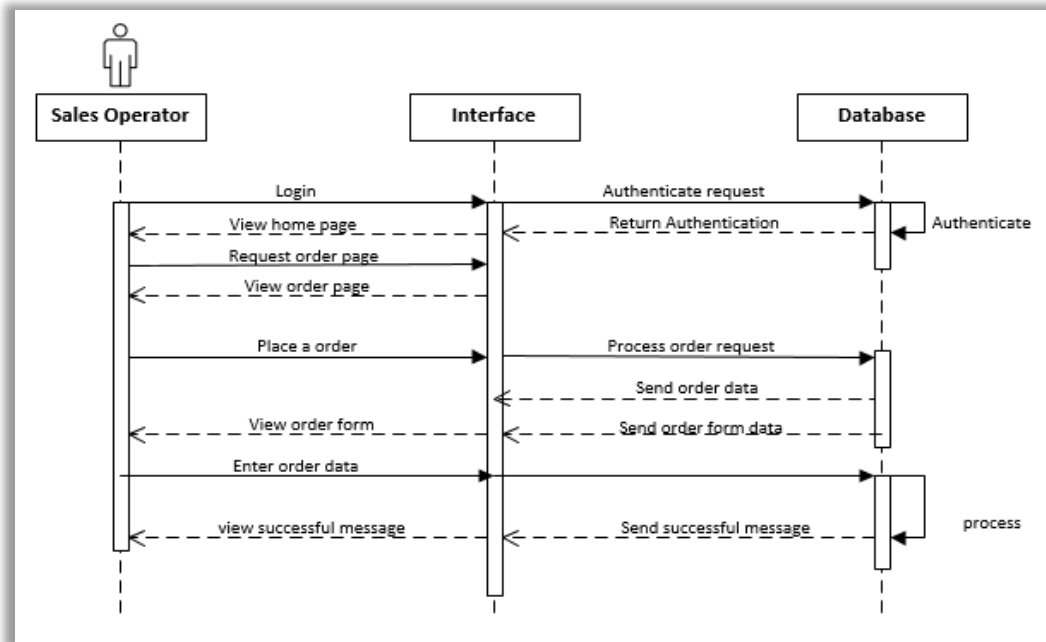 Sales Operator
Interface
Database
Login
Authenticate request
View home page
Return Authentication
Authenticate
Request order page
View order page
Place a order
Process order request
Send order data
View order form
Send order form data
Enter order data
view successful message
Send successful message
process